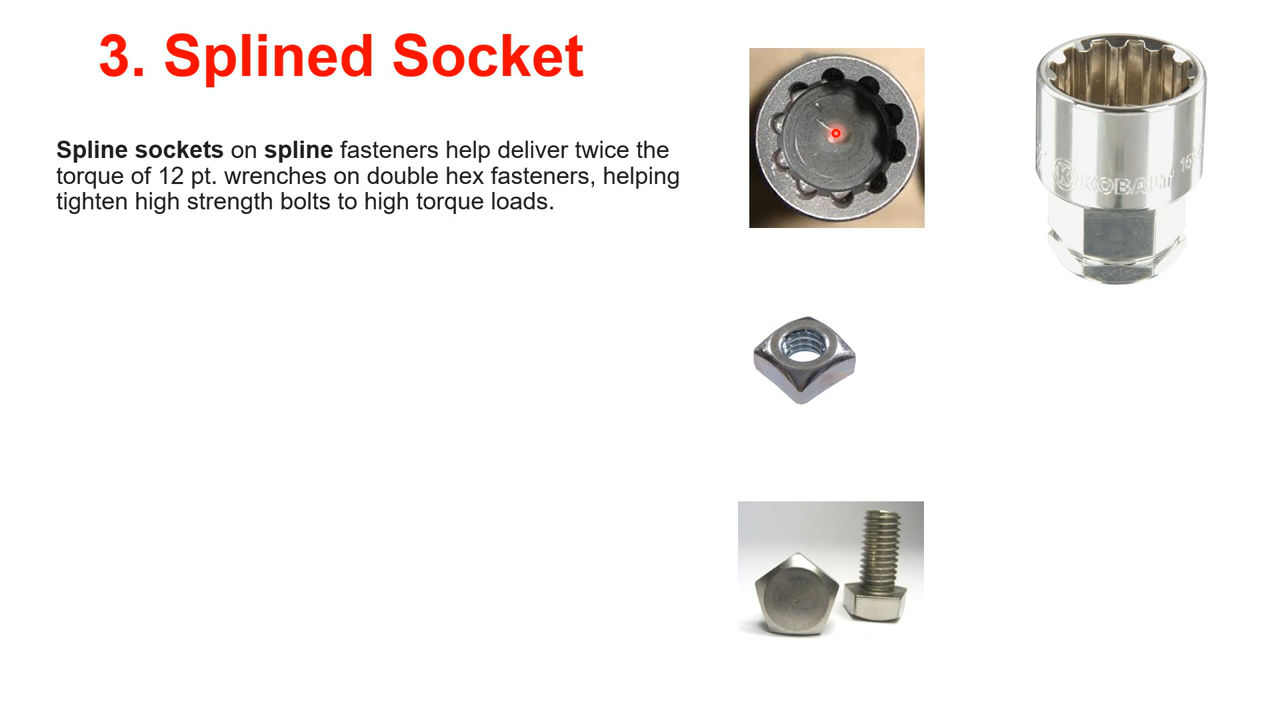 3. Splined Socket
Spline sockets on spline fasteners help deliver twice the
torque of 12 pt. wrenches on double hex fasteners, helping
tighten high strength bolts to high torque loads.
KOBALT